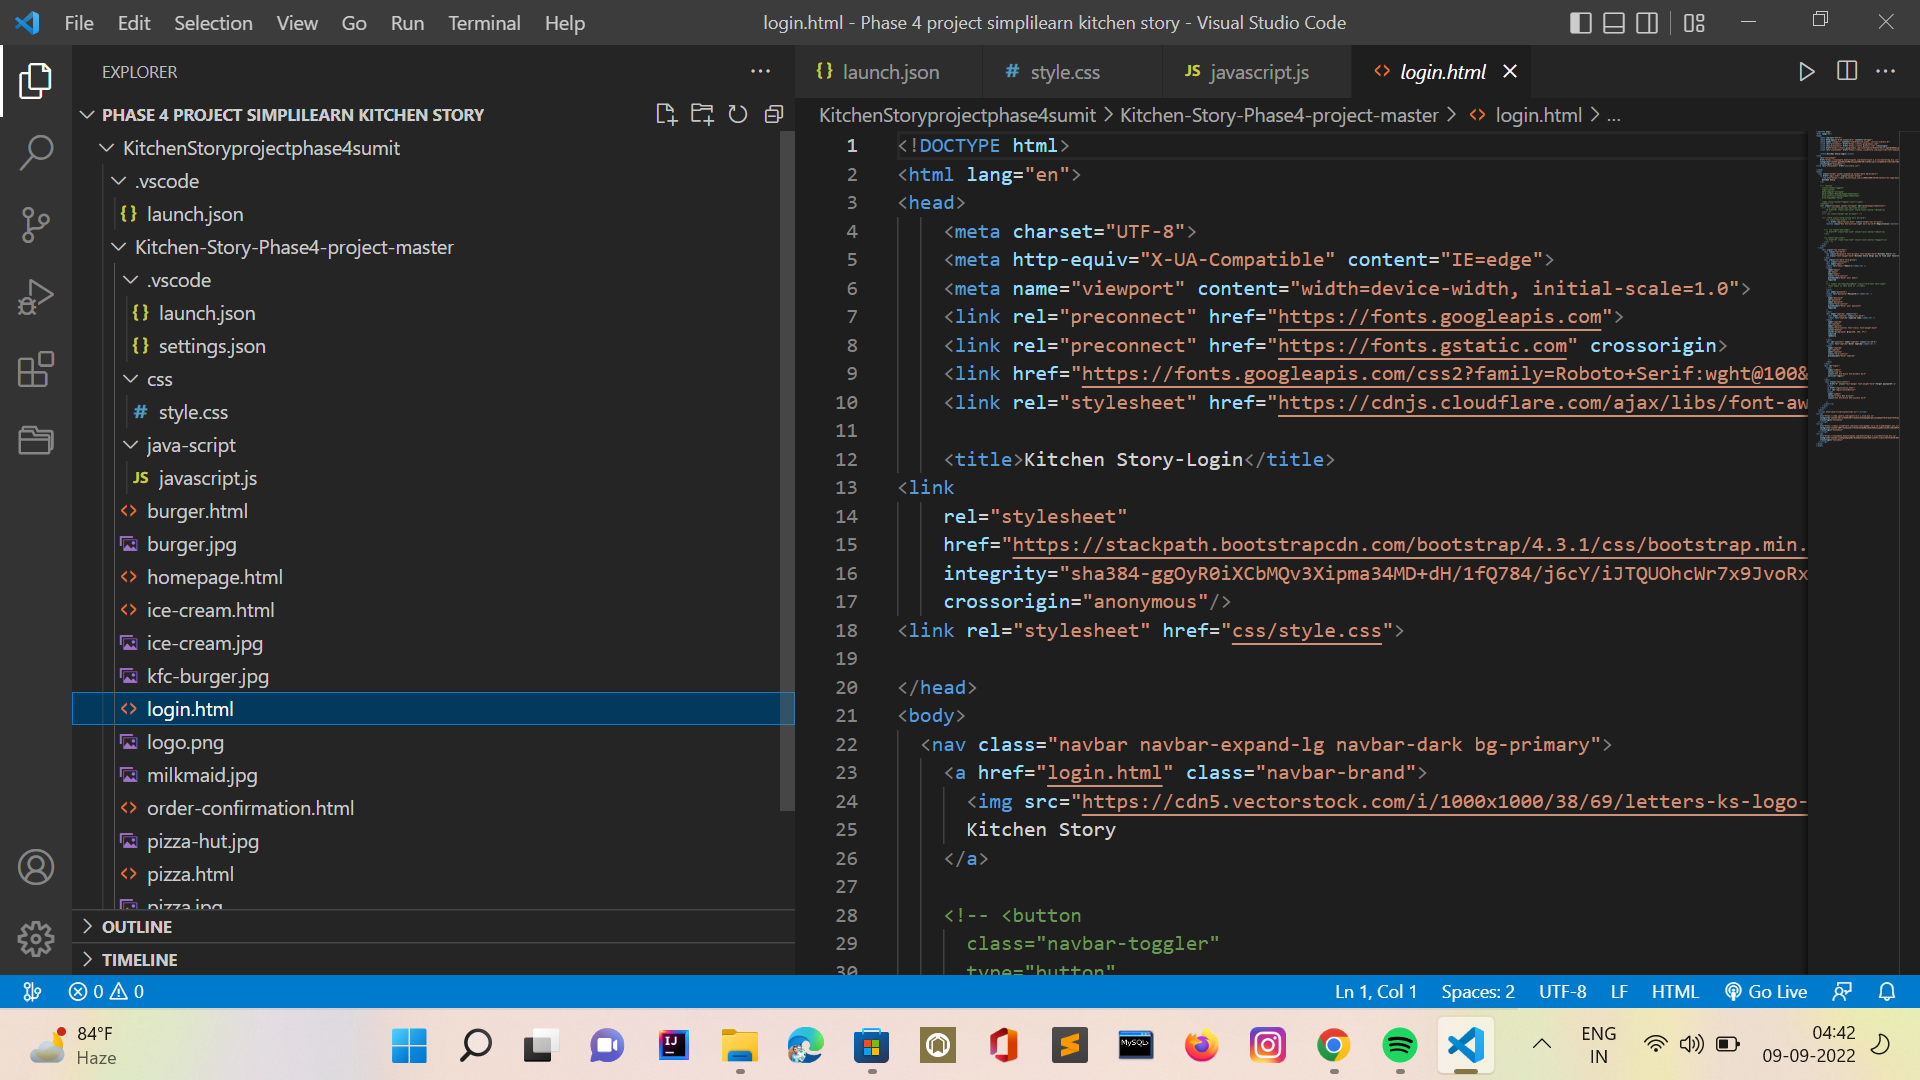 File Edit Selection View Go Run Terminal Help
login.html - Phase 4 project simplilearn kitchen story - Visual Studio Code
EXPLORER
PHASE 4 PROJECT SIMPLILEARN KITCHEN STORY
KitchenStoryprojectphase4sumit
.vscode
{} launch.json
Kitchen-Story-Phase4-project-master
.vscode
{} launch.json
{} settings.json
css
# style.css
java-script
JS javascript.js
<> burger.html
burger.jpg
<> homepage.html
<> ice-cream.html
ice-cream.jpg
kfc-burger.jpg
<> login.html
logo.png
milkmaid.jpg
<> order-confirmation.html
pizza-hut.jpg
<> pizza.html
pizza.jpg
OUTLINE
TIMELINE
{} launch.json # style.css JS javascript.js <> login.html
KitchenStoryprojectphase4sumit > Kitchen-Story-Phase4-project-master > <> login.html > ...
1 <!DOCTYPE html>
2 <html lang="en">
3 <head>
4 <meta charset="UTF-8">
5 <meta http-equiv="X-UA-Compatible" content="IE=edge">
6 <meta name="viewport" content="width=device-width, initial-scale=1.0">
7 <link rel="preconnect" href="https://fonts.googleapis.com">
8 <link rel="preconnect" href="https://fonts.gstatic.com" crossorigin>
9 <link href="https://fonts.googleapis.com/css2?family=Roboto+Serif:wght@100&
10 <link rel="stylesheet" href="https://cdnjs.cloudflare.com/ajax/libs/font-aw
11
12 <title>Kitchen Story-Login</title>
13 <link
14 rel="stylesheet"
15 href="https://stackpath.bootstrapcdn.com/bootstrap/4.3.1/css/bootstrap.min.
16 integrity="sha384-ggOyR0iXCbMQv3Xipma34MD+dH/1fQ784/j6cY/iJTQUOhcWr7x9JvoRx
17 crossorigin="anonymous"/>
18 <link rel="stylesheet" href="css/style.css">
19
20 </head>
21 <body>
22 <nav class="navbar navbar-expand-lg navbar-dark bg-primary">
23 <a href="login.html" class="navbar-brand">
24 <img src="https://cdn5.vectorstock.com/i/1000x1000/38/69/letters-ks-logo-
25 Kitchen Story
26 </a>
27
28 <!-- <button
29 class="navbar-toggler"
30 type="button"
0 0
Ln 1, Col 1 Spaces: 2 UTF-8 LF HTML Go Live
84°F
Haze
IJ
MySQL
ENG
IN
04:42
09-09-2022